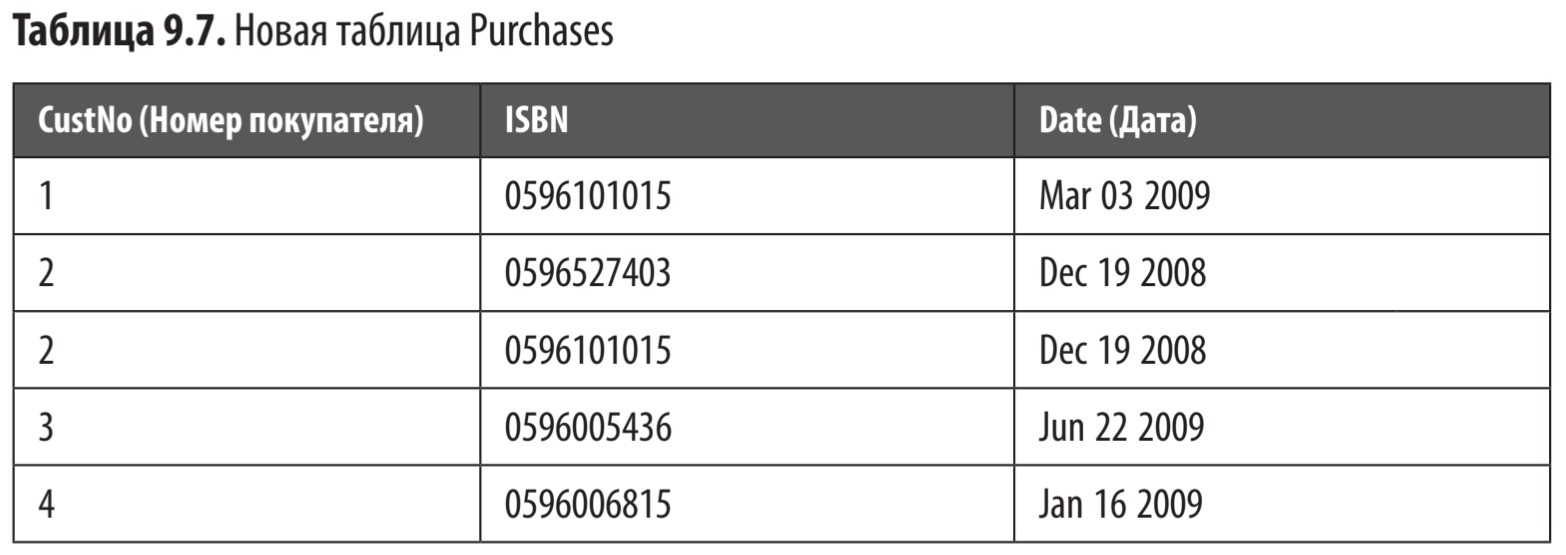 Таблица 9.7. Новая таблица Purchases
CustNo (Номер покупателя) ISBN Date (Дата)
1 0596101015 Mar 03 2009
2 0596527403 Dec 19 2008
2 0596101015 Dec 19 2008
3 0596005436 Jun 22 2009
4 0596006815 Jan 16 2009